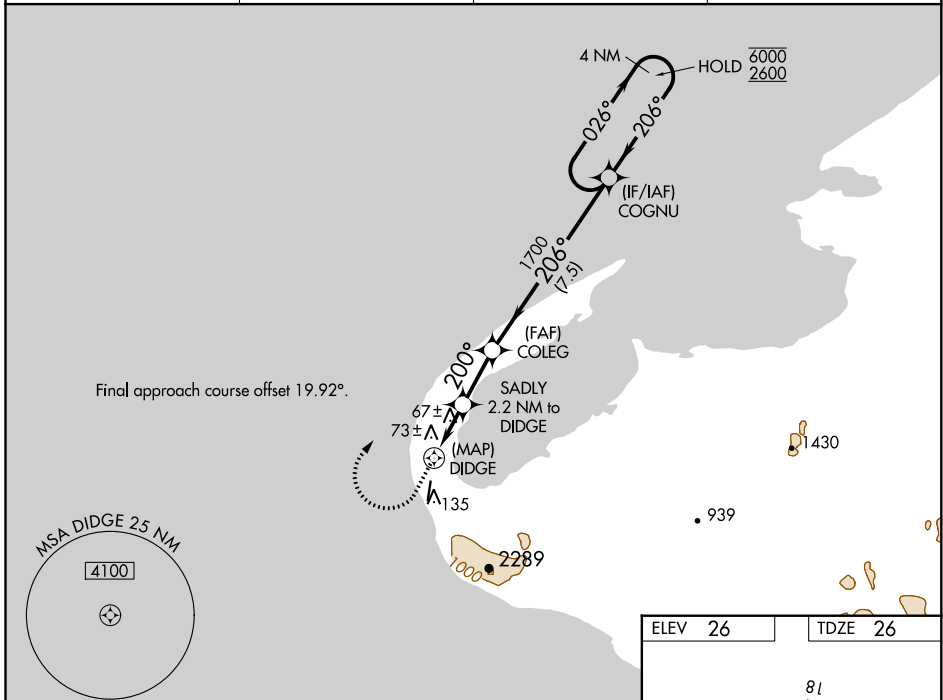 4 NM
HOLD
6000
2600
026°
206°
(IF/IAF)
COGNU
1700
206°
(7.5)
(FAF)
COLEG
200°
SADLY
2.2 NM to
DIDGE
Final approach course offset 19.92°.
67±
73±
(MAP)
DIDGE
135
1430
939
2289
1000
MSA DIDGE 25 NM
4100
ELEV 26
TDZE 26
18